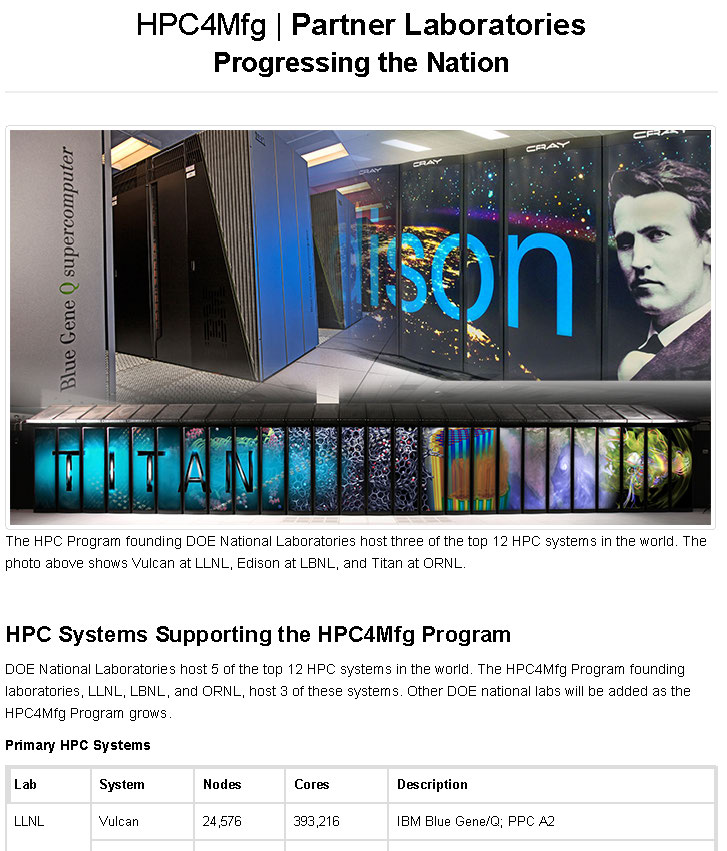 HPC4Mfg | Partner Laboratories
Progressing the Nation
Blue Gene Q supercomputer
CRAY
CRAY
CRAY
CRAY
dison
TITAN
The HPC Program founding DOE National Laboratories host three of the top 12 HPC systems in the world. The
photo above shows Vulcan at LLNL, Edison at LBNL, and Titan at ORNL.
HPC Systems Supporting the HPC4Mfg Program
DOE National Laboratories host 5 of the top 12 HPC systems in the world. The HPC4Mfg Program founding
laboratories, LLNL, LBNL, and ORNL, host 3 of these systems. Other DOE national labs will be added as the
HPC4Mfg Program grows.
Primary HPC Systems
Lab System Nodes Cores Description
LLNL Vulcan 24,576 393,216 IBM Blue Gene/Q; PPC A2